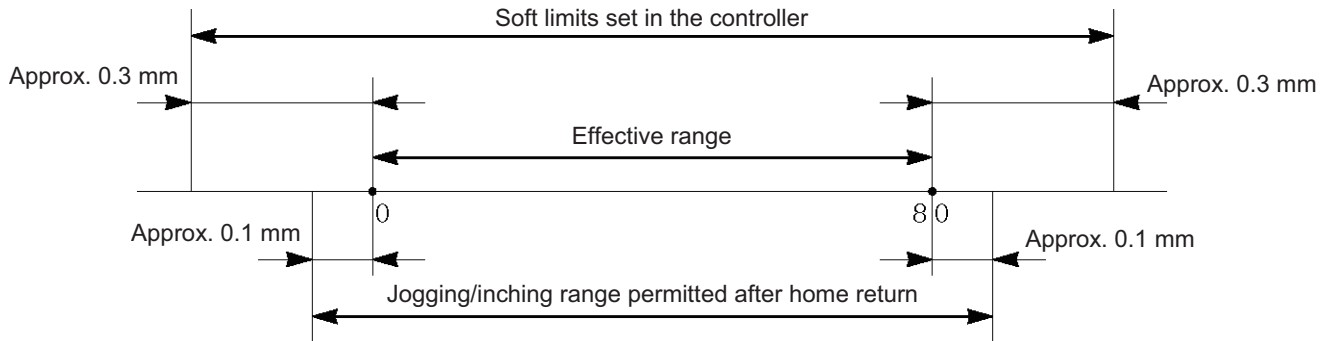 Soft limits set in the controller
Approx. 0.3 mm
Approx. 0.3 mm
Effective range
0
80
Approx. 0.1 mm
Approx. 0.1 mm
Jogging/inching range permitted after home return